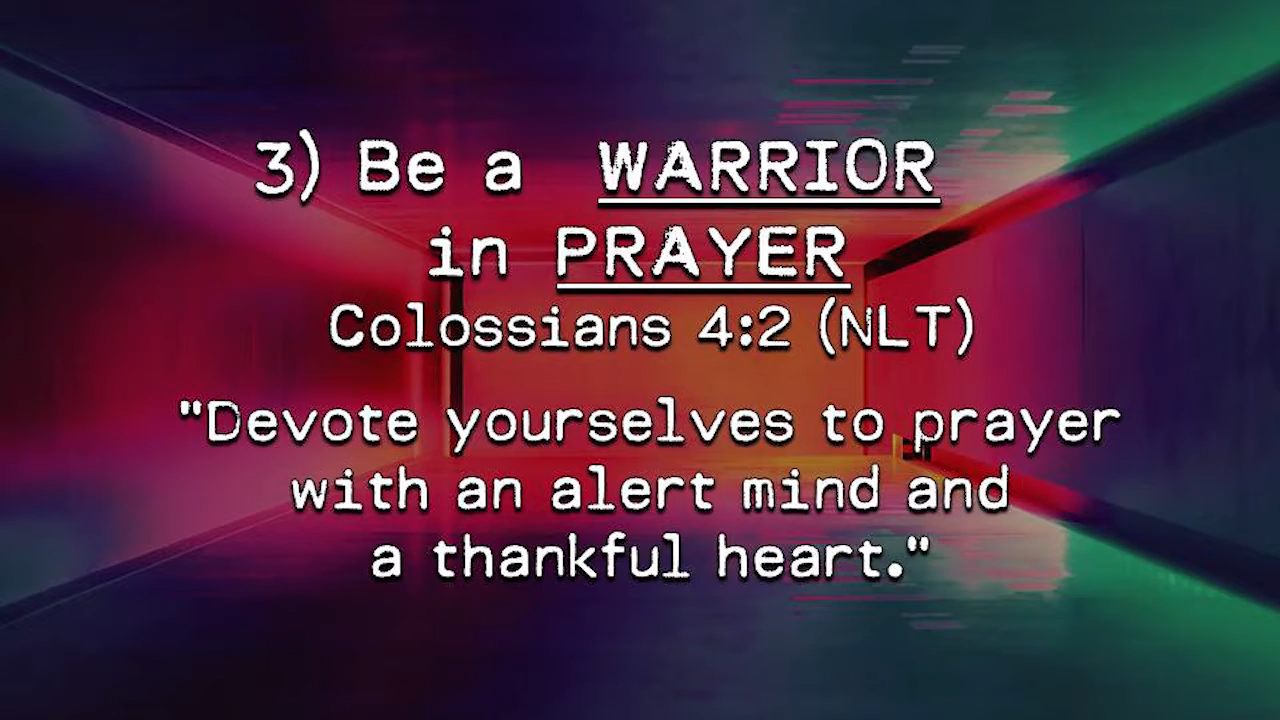 3) Be a WARRIOR
in PRAYER
Colossians 4:2 (NLT)
"Devote yourselves to prayer
with an alert mind and
a thankful heart."